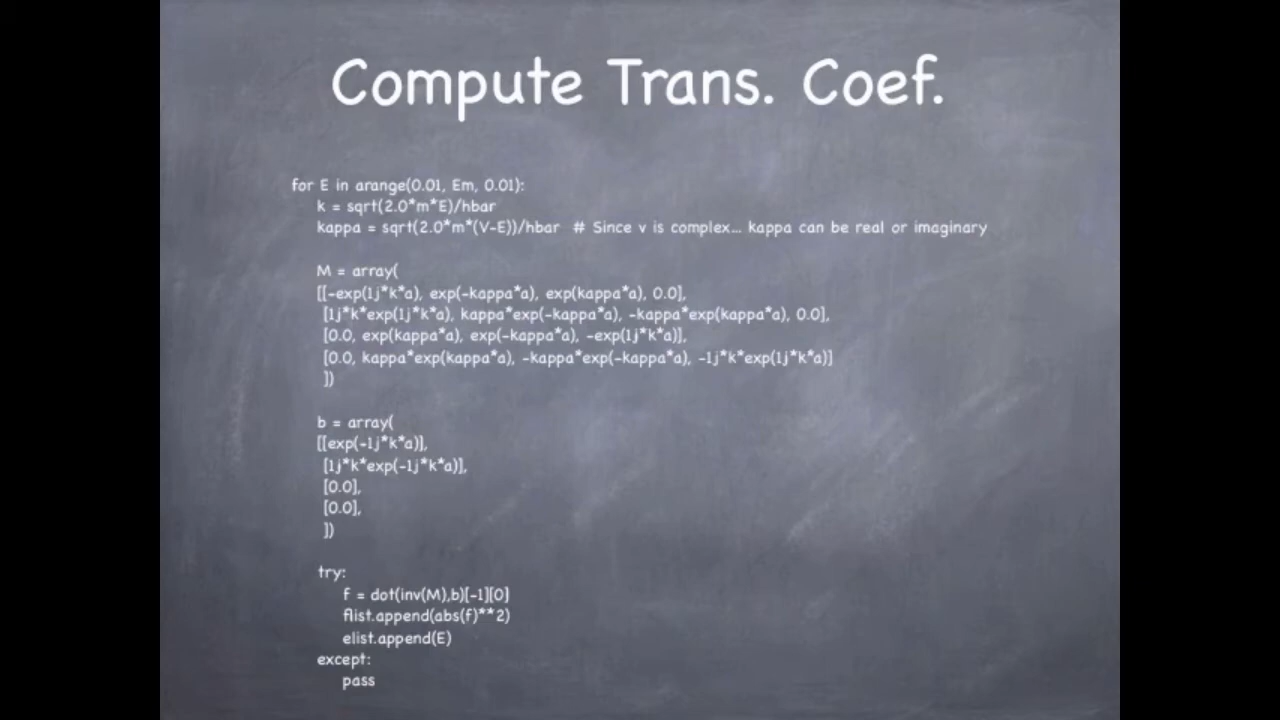 Compute Trans. Coef.
for E in arange(0.01, Em, 0.01):
k = sqrt(2.0*m*E)/hbar
kappa = sqrt(2.0*m*(V-E))/hbar # Since v is complex... kappa can be real or imaginary
M = array(
[[-exp(1j*k*a), exp(-kappa*a), exp(kappa*a), 0.0],
[1j*k*exp(1j*k*a), kappa*exp(-kappa*a), -kappa*exp(kappa*a), 0.0],
[0.0, exp(kappa*a), exp(-kappa*a), -exp(1j*k*a)],
[0.0, kappa*exp(kappa*a), -kappa*exp(-kappa*a), -1j*k*exp(1j*k*a)]
])
b = array(
[[exp(-1j*k*a)],
[1j*k*exp(-1j*k*a)],
[0.0],
[0.0],
])
try:
f = dot(inv(M),b)[-1][0]
flist.append(abs(f)**2)
elist.append(E)
except:
pass